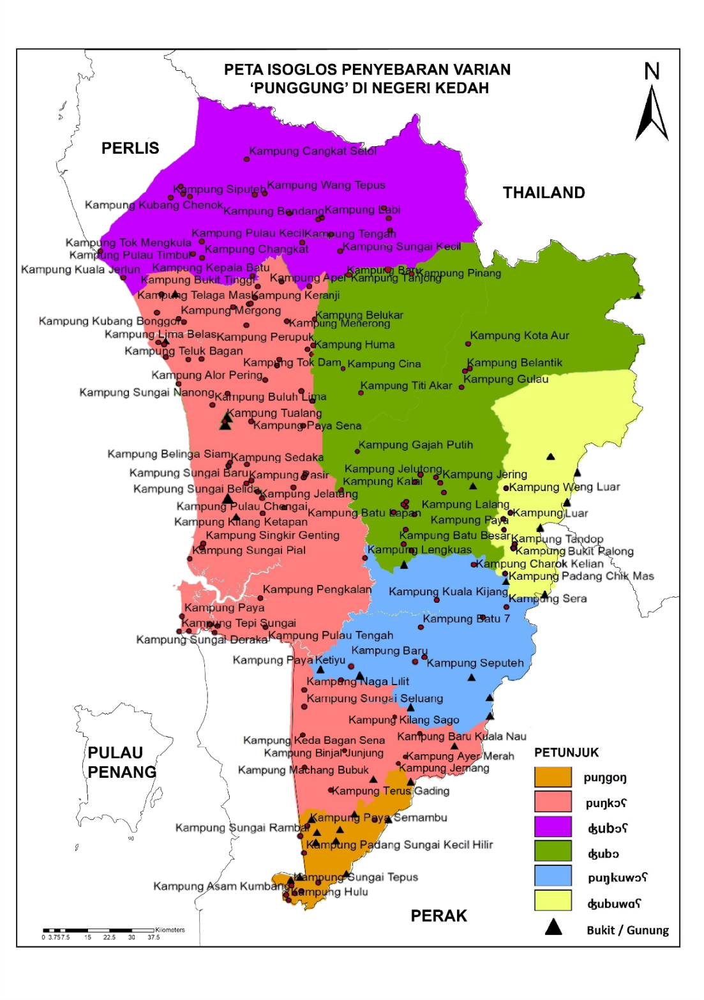 PETA ISOGLOS PENYEBARAN VARIAN
‘PUNGGUNG’ DI NEGERI KEDAH
N
PERLIS
THAILAND
Kampung Cangkat Setol
Kampung Siputeh
Kampung Wang Tepus
Kampung Kubang Chenok
Kampung Bendang
Kampung Labi
Kampung Pulau Kecil
Kampung Tengah
Kampung Tok Mengkula
Kampung Changkat
Kampung Sungai Kecil
Kampung Pulau Timbul
Kampung Kuala Jerlun
Kampung Kepala Batu
Kampung Baru
Kampung Pinang
Kampung Bukit Tinggi
Kampung Aper
Kampung Tanjong
Kampung Telaga Mas
Kampung Keranji
Kampung Mergong
Kampung Belukar
Kampung Kubang Bonggor
Kampung Menerong
Kampung Lima Belas
Kampung Perupuk
Kampung Kota Aur
Kampung Teluk Bagan
Kampung Huma
Kampung Tok Dam
Kampung Cina
Kampung Belantik
Kampung Alor Pering
Kampung Gulau
Kampung Titi Akar
Kampung Sungai Nanong
Kampung Buluh Lima
Kampung Tualang
Kampung Paya Sena
Kampung Gajah Putih
Kampung Belinga Siam
Kampung Sedaka
Kampung Jelutong
Kampung Sungai Baru
Kampung Pasir
Kampung Jering
Kampung Kalai
Kampung Sungai Belida
Kampung Weng Luar
Kampung Jelatang
Kampung Pulau Chengai
Kampung Lalang
Kampung Batu Lapan
Kampung Luar
Kampung Kilang Ketapan
Kampung Paya
Kampung Singkir Genting
Kampung Batu Besar
Kampung Tandop
Kampung Sungai Pial
Kampung Lengkuas
Kampung Bukit Palong
Kampung Charok Kelian
Kampung Padang Chik Mas
Kampung Pengkalan
Kampung Kuala Kijang
Kampung Sera
Kampung Paya
Kampung Tepi Sungai
Kampung Batu 7
Kampung Sungai Deraka
Kampung Pulau Tengah
Kampung Baru
Kampung Paya Ketiyu
Kampung Seputeh
Kampung Naga Lilit
Kampung Sungai Seluang
Kampung Kilang Sago
Kampung Keda Bagan Sena
Kampung Baru Kuala Nau
Kampung Binjal Junjung
Kampung Ayer Merah
Kampung Machang Bubuk
Kampung Jernang
Kampung Terus Gading
Kampung Paya Semambu
Kampung Sungai Rambai
Kampung Padang Sungai Kecil Hilir
Kampung Sungai Tepus
Kampung Asam Kumbang
Kampung Hulu
PULAU
PENANG
PERAK
PETUNJUK
puŋgoŋ
puŋkɔʕ
ʤubɔʕ
ʤubɔ
puŋkuwɔʕ
ʤubuwɑʕ
Bukit / Gunung
Kilometers
0 3.757.5 15 22.5 30 37.5